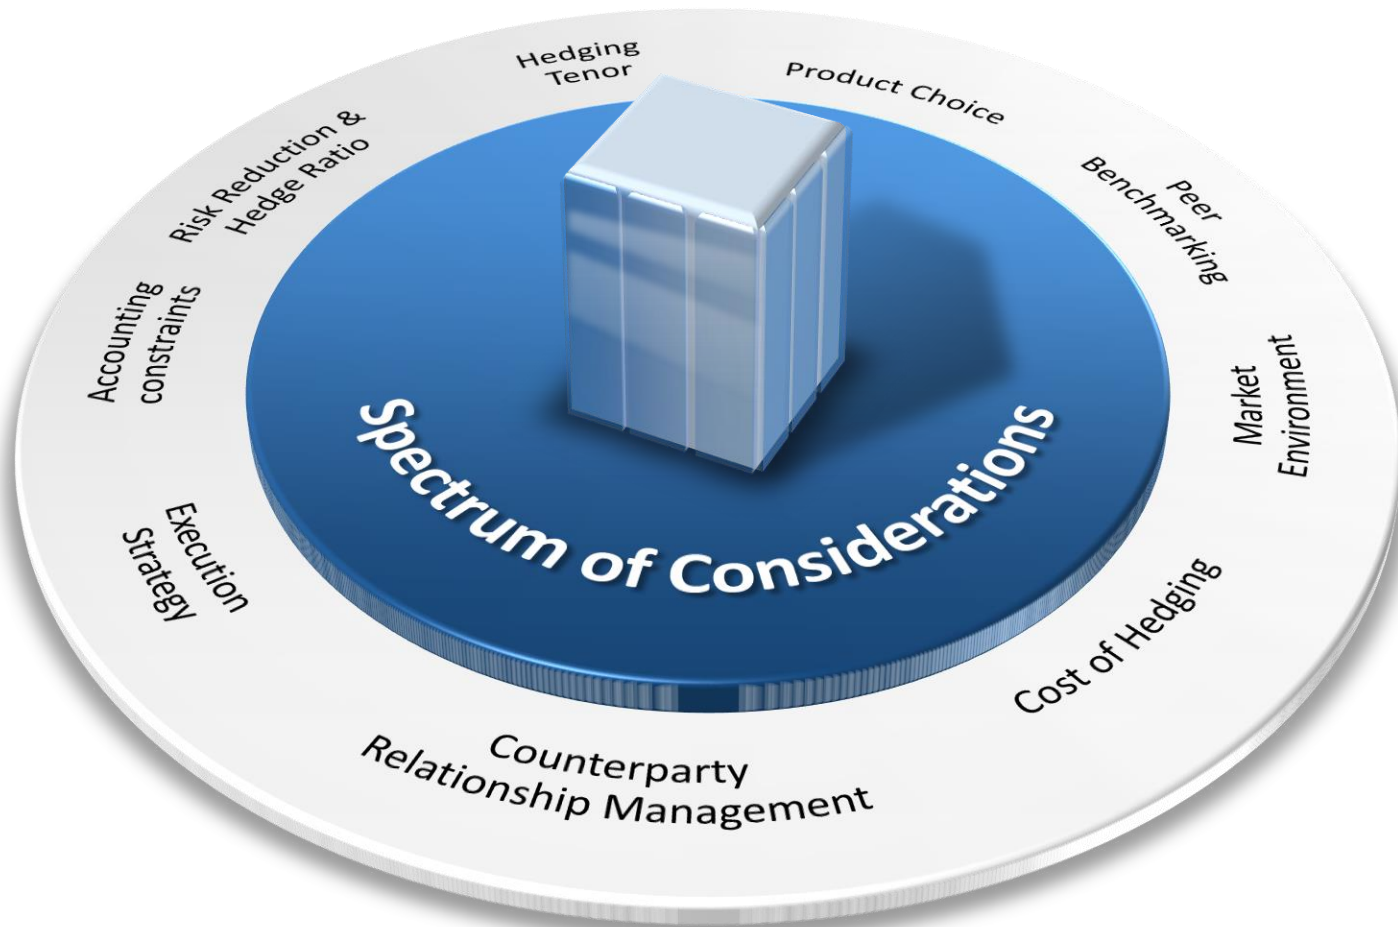 Hedging
Tenor
Product Choice
Peer
Benchmarking
Market
Environment
Cost of Hedging
Counterparty
Relationship Management
Execution
Strategy
Accounting
constraints
Risk Reduction &
Hedge Ratio
Spectrum of Considerations